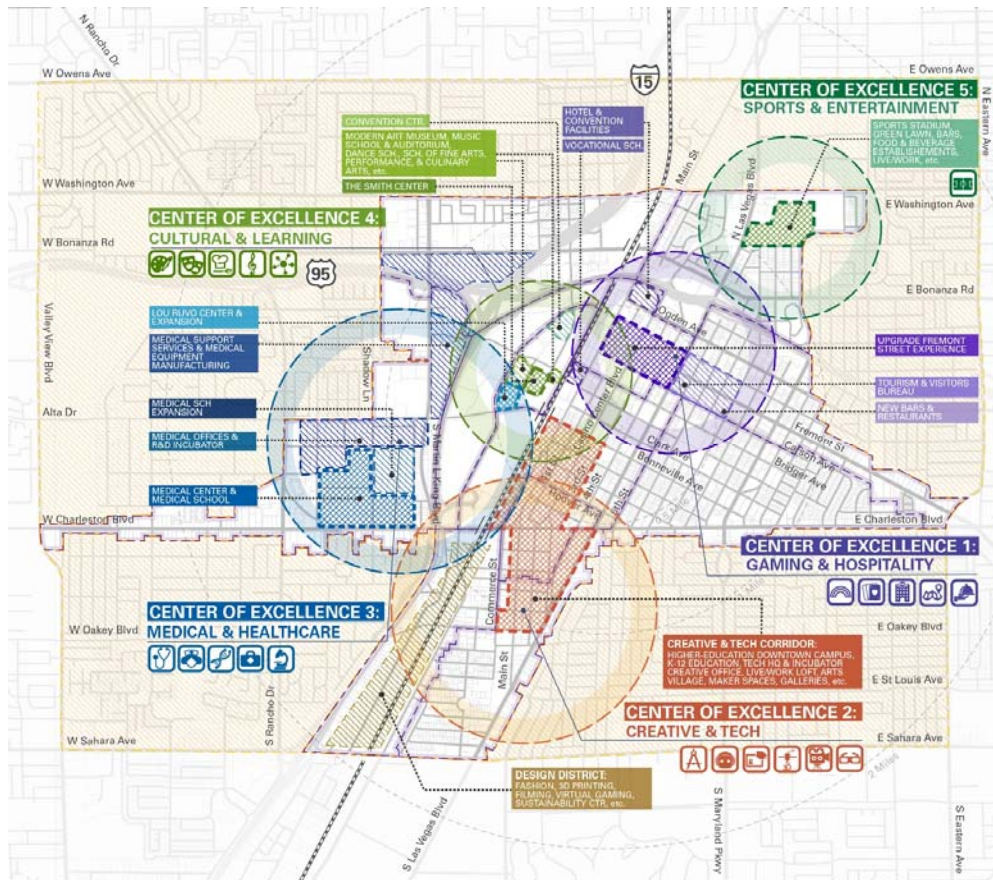 N Rancho Dr
W Owens Ave
15
E Owens Ave
N Eastern Ave
CENTER OF EXCELLENCE 5:
SPORTS & ENTERTAINMENT
SPORTS STADIUM,
GREEN LAWN, BARS,
FOOD & BEVERAGE
ESTABLISHEMENTS,
LIVE/WORK, etc.
HOTEL &
CONVENTION
FACILITIES
VOCATIONAL SCH.
CONVENTION CTR.
MODERN ART MUSEUM, MUSIC
SCHOOL & AUDITORIUM,
DANCE SCH., SCH. OF FINE ARTS,
PERFORMANCE, & CULINARY
ARTS, etc.
THE SMITH CENTER
Main St
N Las Vegas Blvd
W Washington Ave
E Washington Ave
CENTER OF EXCELLENCE 4:
CULTURAL & LEARNING
W Bonanza Rd
95
E Bonanza Rd
Valley View Blvd
LOU RUVO CENTER &
EXPANSION
MEDICAL SUPPORT
SERVICES & MEDICAL
EQUIPMENT
MANUFACTURING
Shadow Ln
Ogden Ave
UPGRADE FREMONT
STREET EXPERIENCE
TOURISM & VISITORS
BUREAU
NEW BARS &
RESTAURANTS
Alta Dr
MEDICAL SCH
EXPANSION
MEDICAL OFFICES &
R&D INCUBATOR
MEDICAL CENTER &
MEDICAL SCHOOL
Clark Ave
Bonneville Ave
Fremont St
Carson Ave
Bridger Ave
W Charleston Blvd
E Charleston Blvd
CENTER OF EXCELLENCE 1:
GAMING & HOSPITALITY
CENTER OF EXCELLENCE 3:
MEDICAL & HEALTHCARE
Commerce St
W Oakey Blvd
E Oakey Blvd
CREATIVE & TECH CORRIDOR:
HIGHER-EDUCATION DOWNTOWN CAMPUS,
K-12 EDUCATION, TECH HQ & INCUBATOR
CREATIVE OFFICE, LIVE/WORK LOFT, ARTS
VILLAGE, MAKER SPACES, GALLERIES, etc.
Main St
E St Louis Ave
S Rancho Dr
CENTER OF EXCELLENCE 2:
CREATIVE & TECH
W Sahara Ave
E Sahara Ave
2 Miles
DESIGN DISTRICT:
FASHION, 3D PRINTING,
FILMING, VIRTUAL GAMING,
SUSTAINABILITY CTR, etc.
S Las Vegas Blvd
S Maryland Pkwy
S Eastern Ave